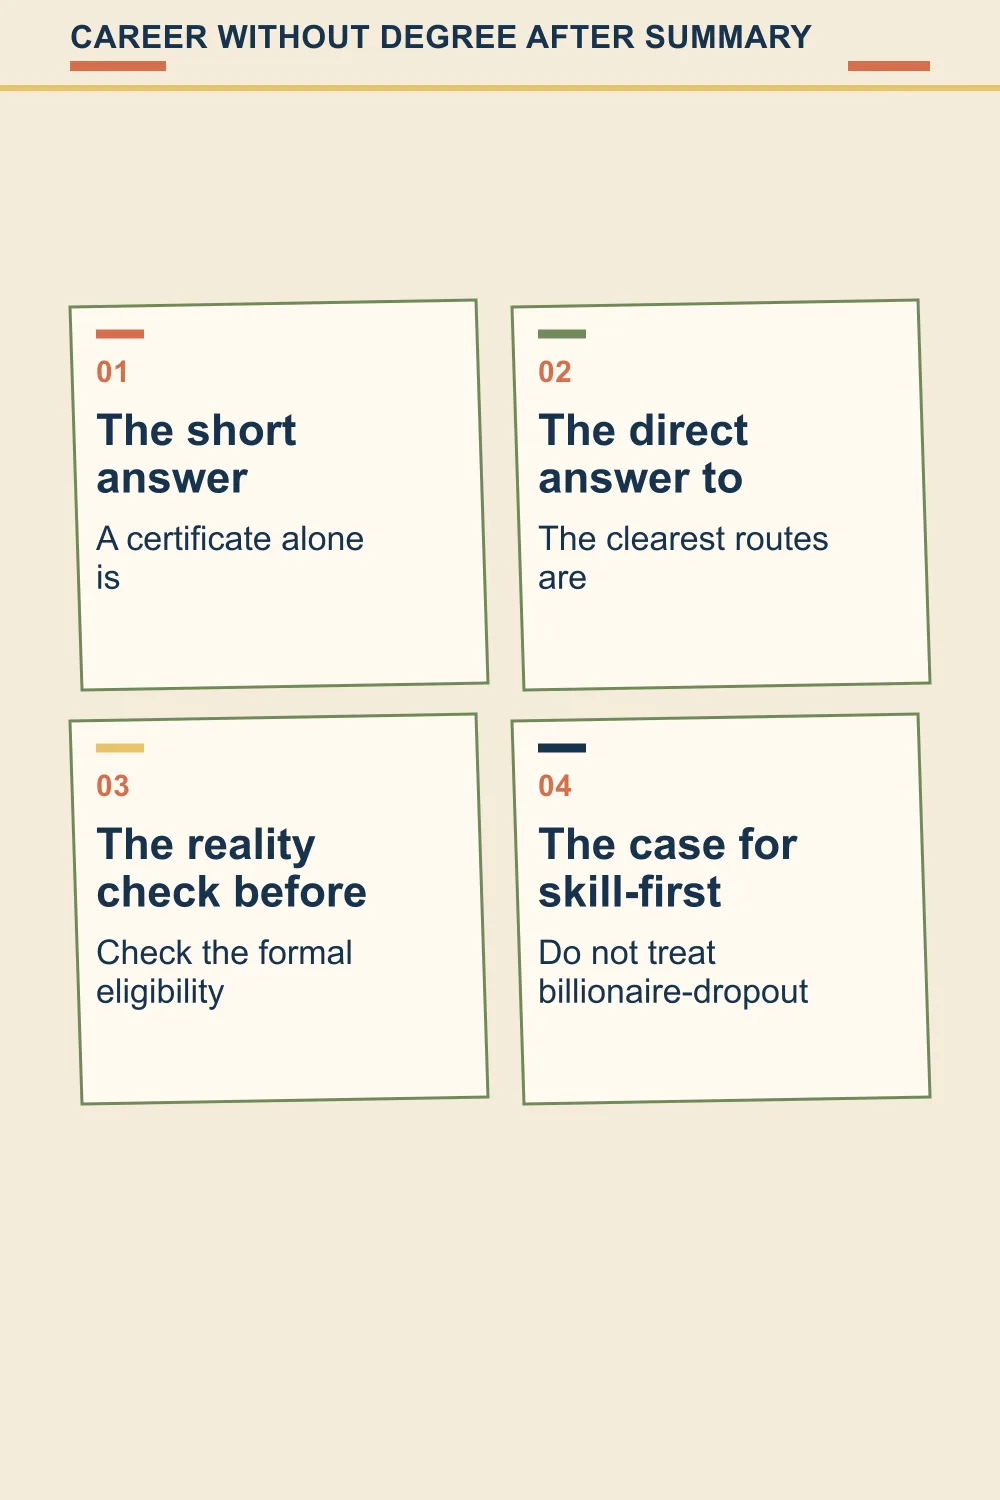 CAREER WITHOUT DEGREE AFTER SUMMARY
01
The short
answer
A certificate alone
is
02
The direct
answer to
The clearest routes
are
03
The reality
check before
Check the formal
eligibility
04
The case for
skill-first
Do not treat
billionaire-dropout